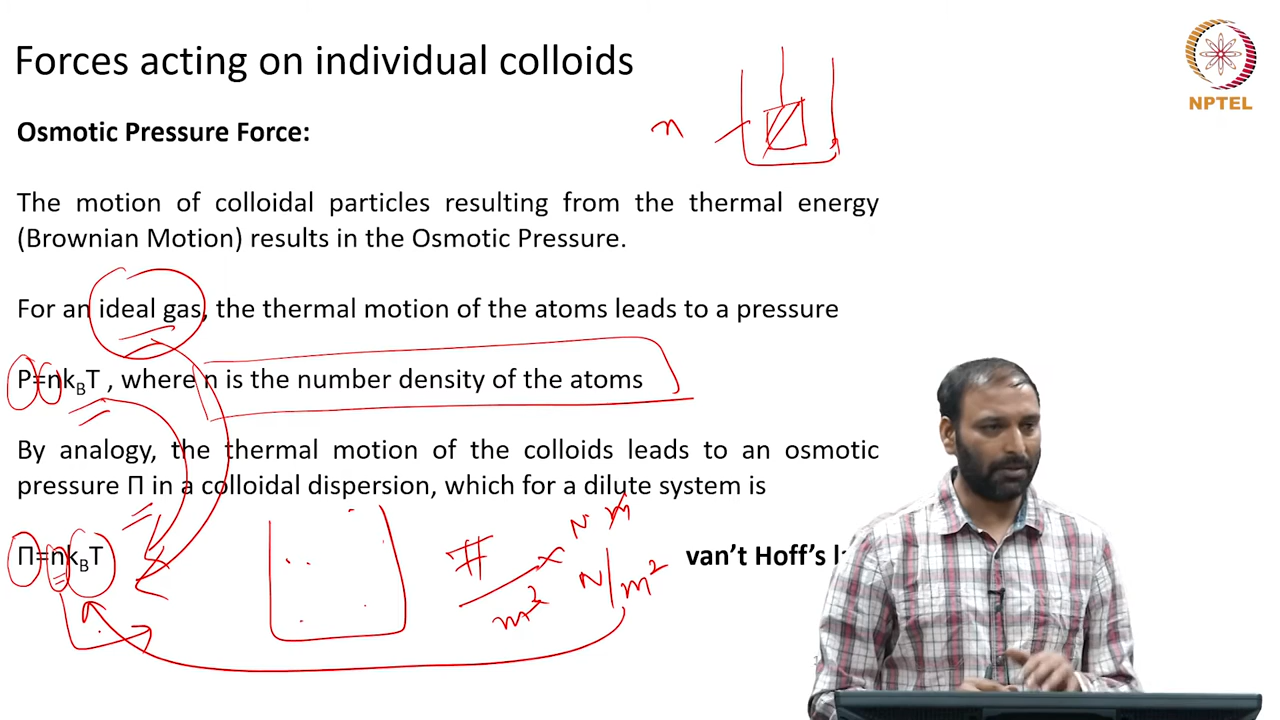 Forces acting on individual colloids
NPTEL
n
Osmotic Pressure Force:
The motion of colloidal particles resulting from the thermal energy
(Brownian Motion) results in the Osmotic Pressure.
For an ideal gas, the thermal motion of the atoms leads to a pressure
P=nkBT , where n is the number density of the atoms
By analogy, the thermal motion of the colloids leads to an osmotic
pressure Π in a colloidal dispersion, which for a dilute system is
Π=nkBT
# / m² × N m
N/m²
van't Hoff's